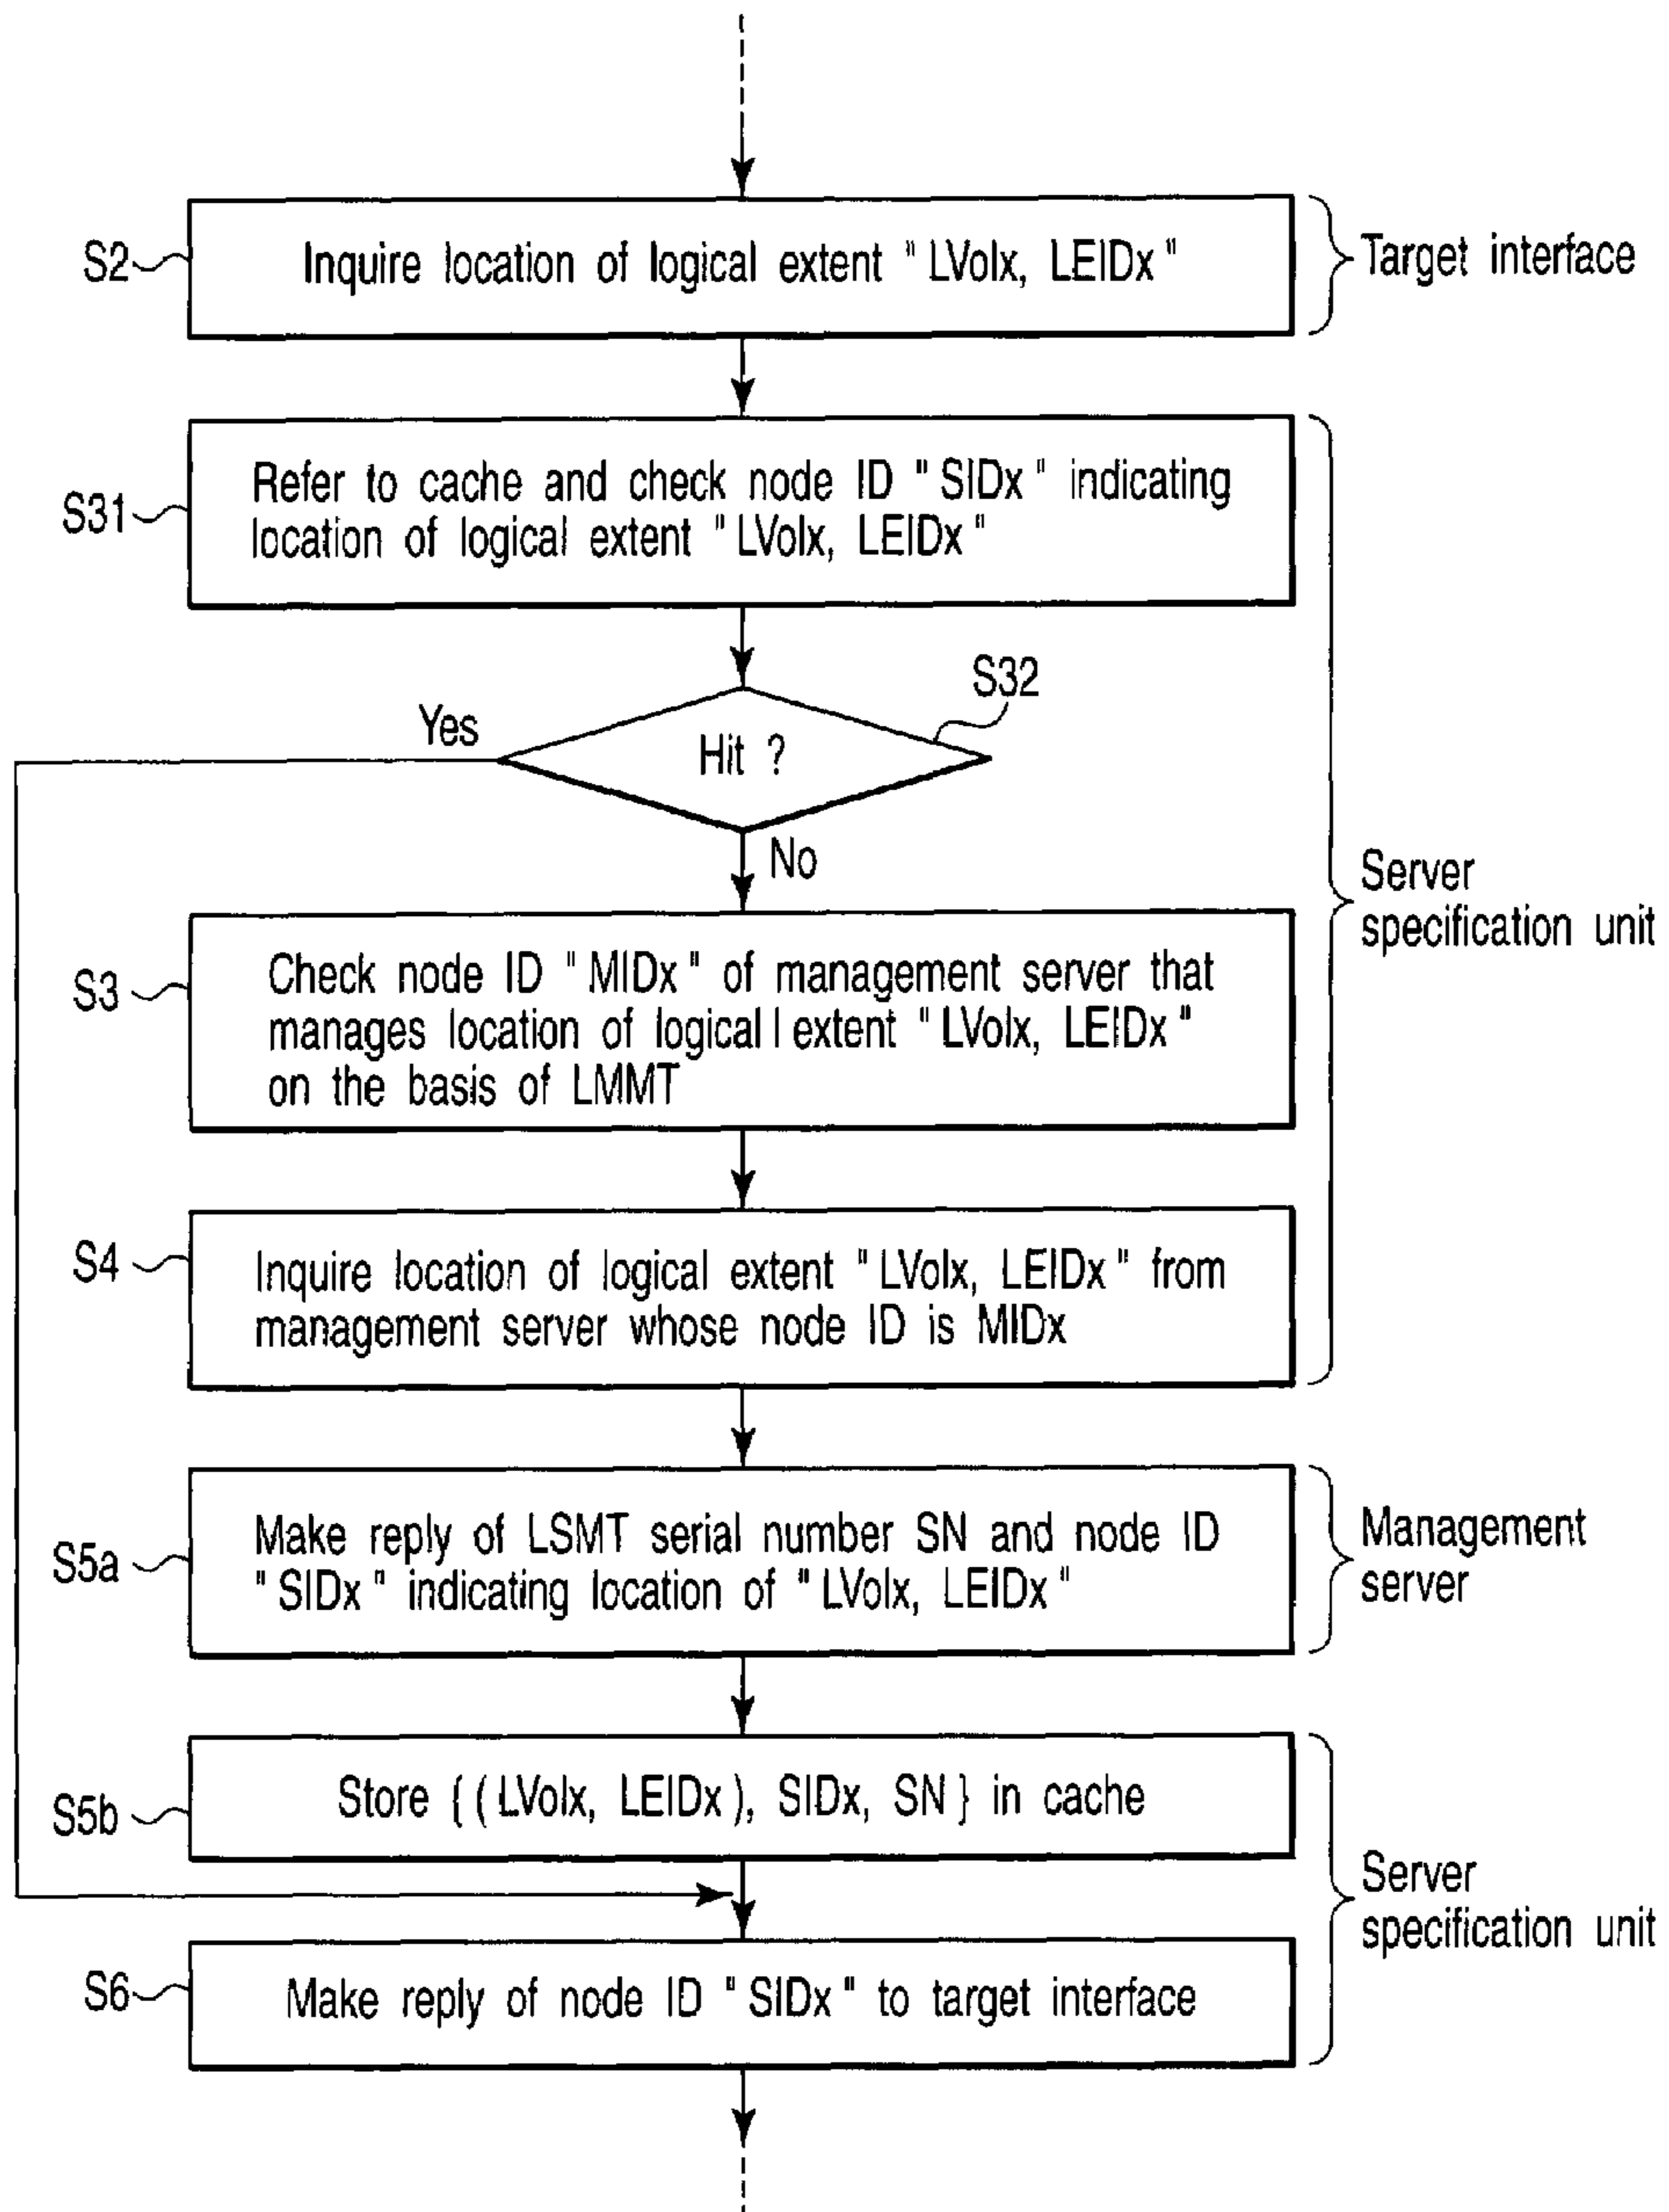 S2
Inquire location of logical extent "LVolx, LEIDx"
Target interface
S31
Refer to cache and check node ID "SIDx" indicating
location of logical extent "LVolx, LEIDx"
S32
Yes
Hit ?
No
Server
specification unit
S3
Check node ID "MIDx" of management server that
manages location of logical extent "LVolx, LEIDx"
on the basis of LMMT
S4
Inquire location of logical extent "LVolx, LEIDx" from
management server whose node ID is MIDx
S5a
Make reply of LSMT serial number SN and node ID
"SIDx" indicating location of "LVolx, LEIDx"
Management
server
S5b
Store {(LVolx, LEIDx), SIDx, SN} in cache
Server
specification unit
S6
Make reply of node ID "SIDx" to target interface